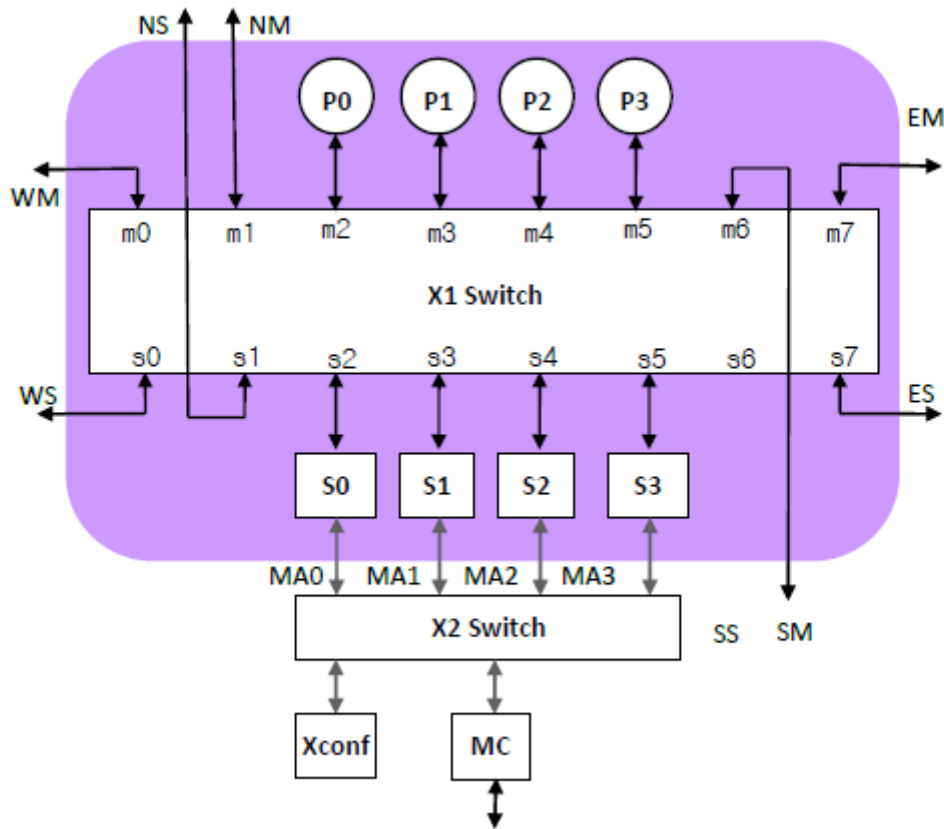 NS NM
P0 P1 P2 P3
EM
WM
m0 m1 m2 m3 m4 m5 m6 m7
X1 Switch
s0 s1 s2 s3 s4 s5 s6 s7
WS ES
S0 S1 S2 S3
MA0 MA1 MA2 MA3
X2 Switch SS SM
Xconf MC